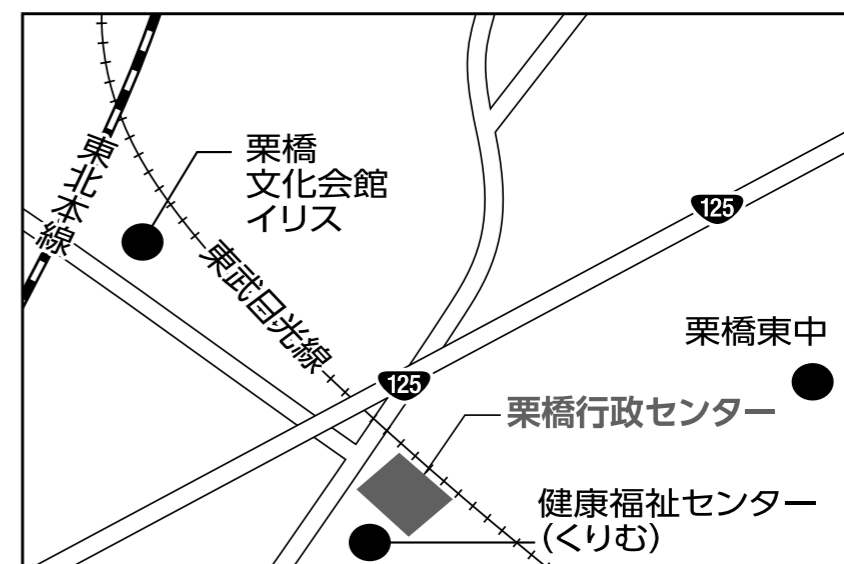 東北本線
栗橋
文化会館
イリス
東武日光線
125
栗橋東中
125
栗橋行政センター
健康福祉センター
(くりむ)